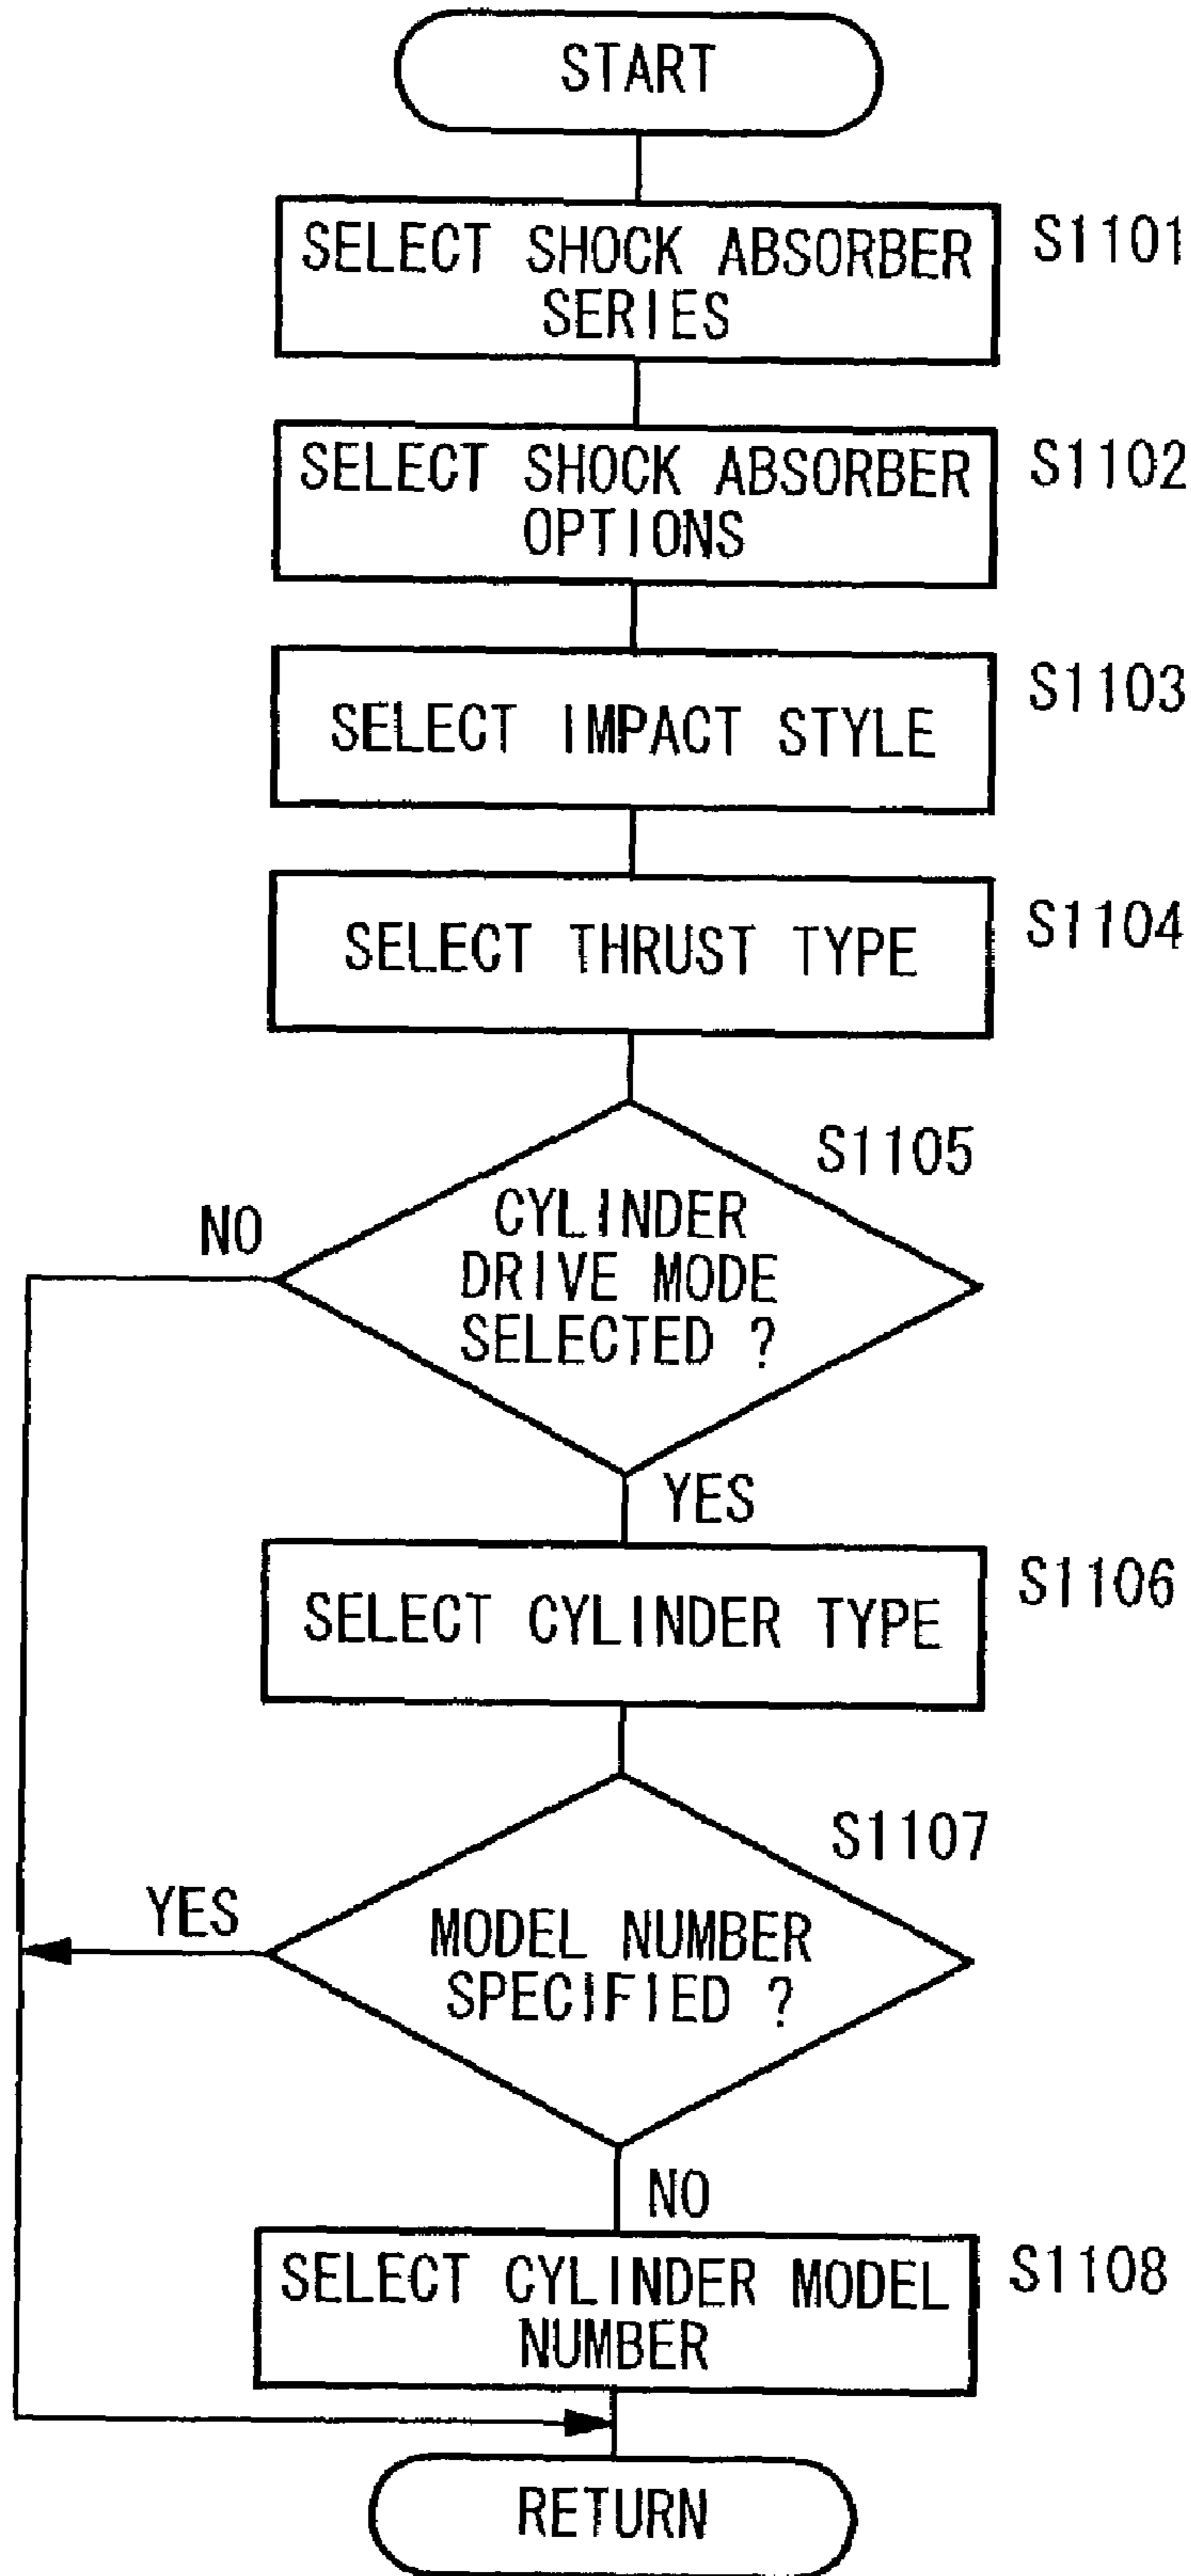 START
SELECT SHOCK ABSORBER
SERIES
S1101
SELECT SHOCK ABSORBER
OPTIONS
S1102
SELECT IMPACT STYLE
S1103
SELECT THRUST TYPE
S1104
S1105
CYLINDER
DRIVE MODE
SELECTED ?
NO
YES
SELECT CYLINDER TYPE
S1106
S1107
MODEL NUMBER
SPECIFIED ?
YES
NO
SELECT CYLINDER MODEL
NUMBER
S1108
RETURN